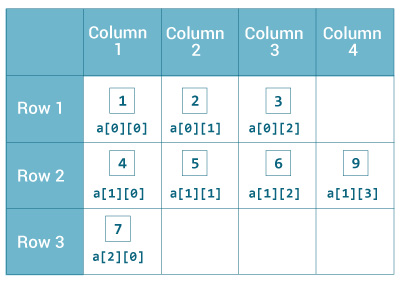 Column 1
Column 2
Column 3
Column 4
Row 1
1
2
3
a[0][0]
a[0][1]
a[0][2]
Row 2
4
5
6
9
a[1][0]
a[1][1]
a[1][2]
a[1][3]
Row 3
7
a[2][0]